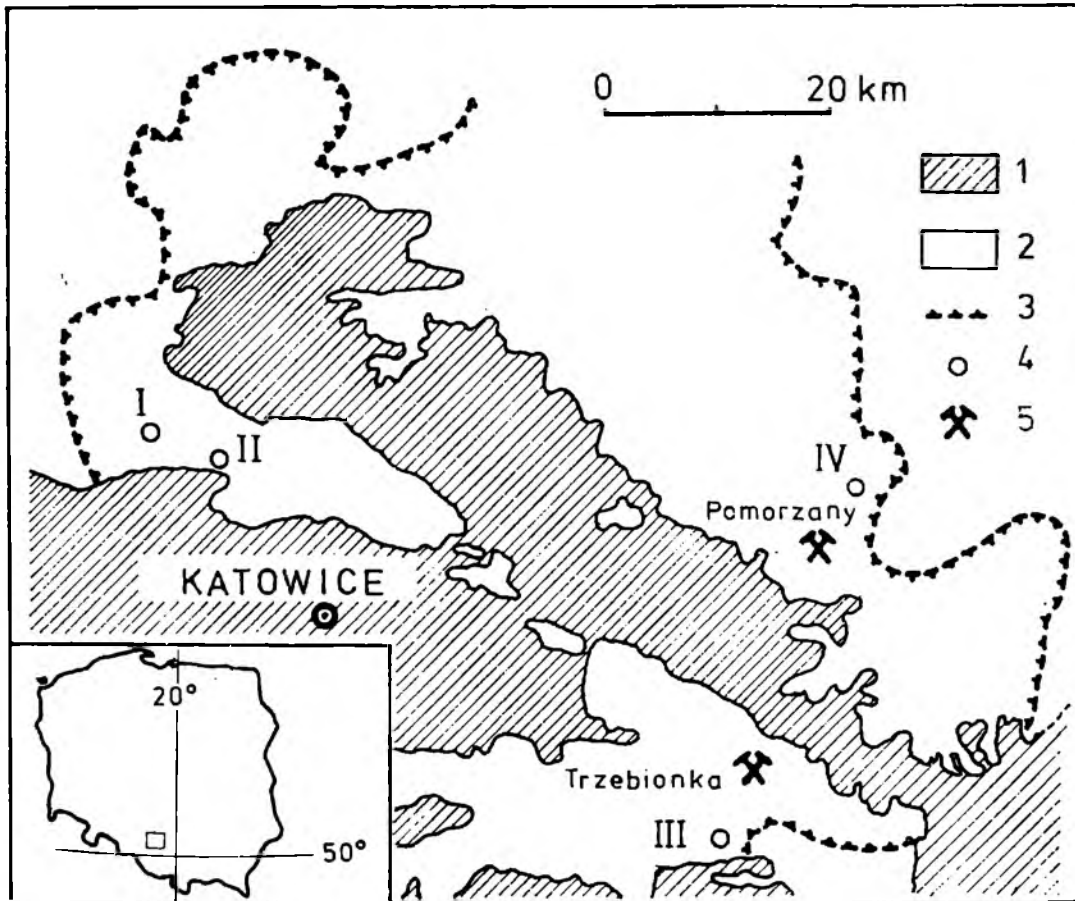 0 20 km
1
2
3
I
4
II
5
IV
Pomorzany
KATOWICE
20°
Trzebionka
III
50°